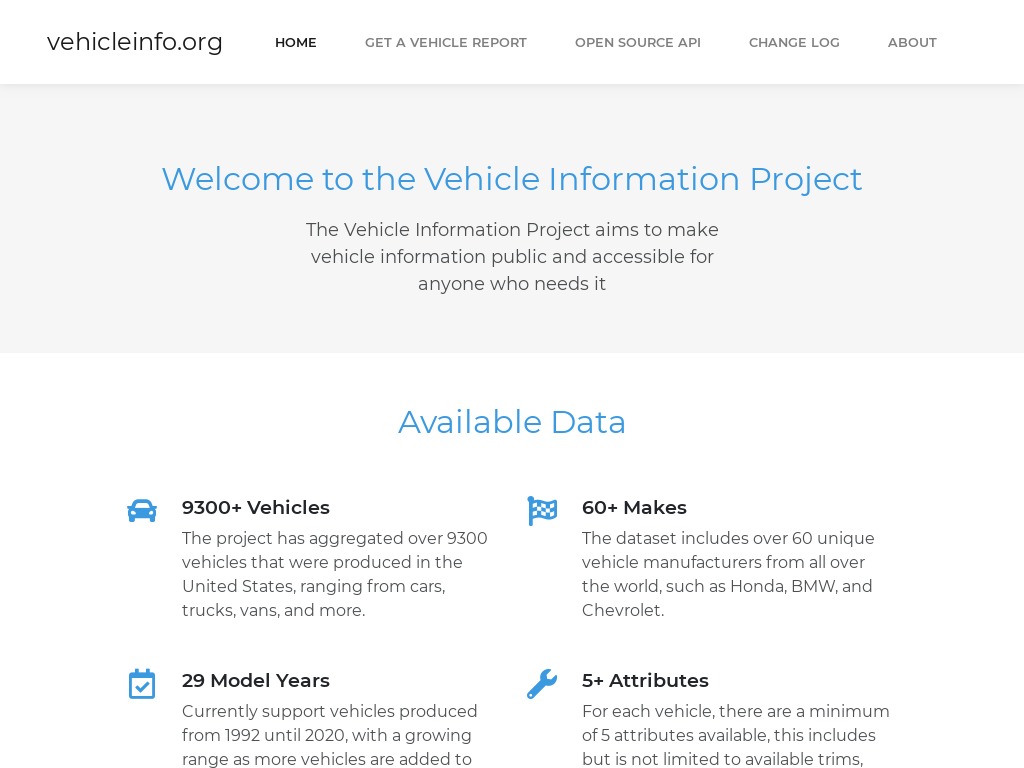 vehicleinfo.org
HOME
GET A VEHICLE REPORT
OPEN SOURCE API
CHANGE LOG
ABOUT
Welcome to the Vehicle Information Project
The Vehicle Information Project aims to make
vehicle information public and accessible for
anyone who needs it
Available Data
9300+ Vehicles
The project has aggregated over 9300
vehicles that were produced in the
United States, ranging from cars,
trucks, vans, and more.
60+ Makes
The dataset includes over 60 unique
vehicle manufacturers from all over
the world, such as Honda, BMW, and
Chevrolet.
29 Model Years
Currently support vehicles produced
from 1992 until 2020, with a growing
range as more vehicles are added to
5+ Attributes
For each vehicle, there are a minimum
of 5 attributes available, this includes
but is not limited to available trims,